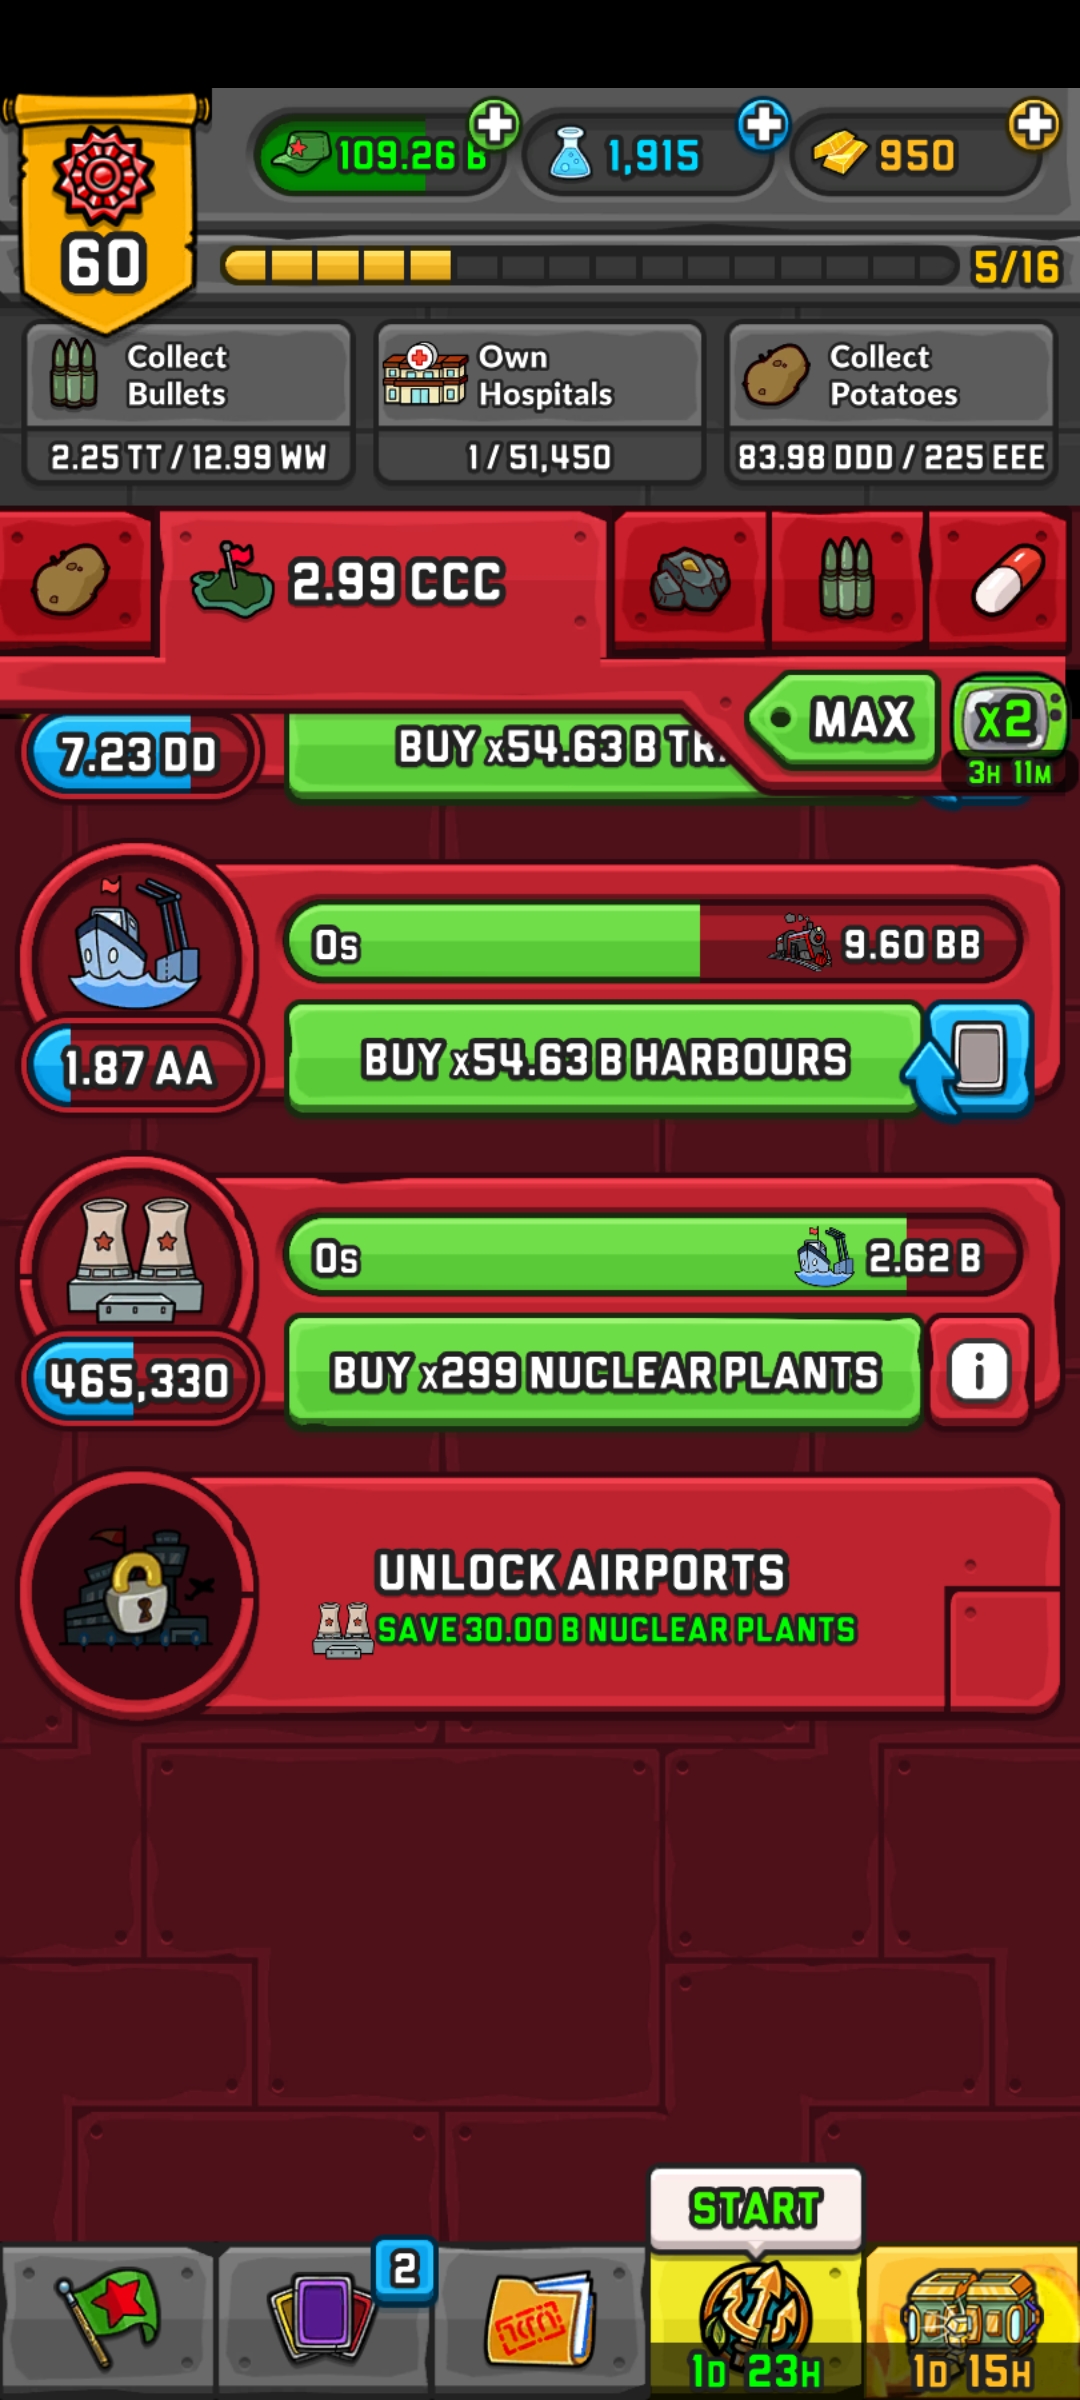 60
109.26 B
1,915
950
5/16
Collect
Bullets
2.25 TT / 12.99 WW
Own
Hospitals
1 / 51,450
Collect
Potatoes
83.98 DDD / 225 EEE
2.99 CCC
MAX
x2
3H 11M
7.23 DD
BUY x54.63 B
0s
9.60 BB
1.87 AA
BUY x54.63 B HARBOURS
0s
2.62 B
465,330
BUY x299 NUCLEAR PLANTS
i
UNLOCK AIRPORTS
SAVE 30.00 B NUCLEAR PLANTS
START
2
1D 23H
1D 15H